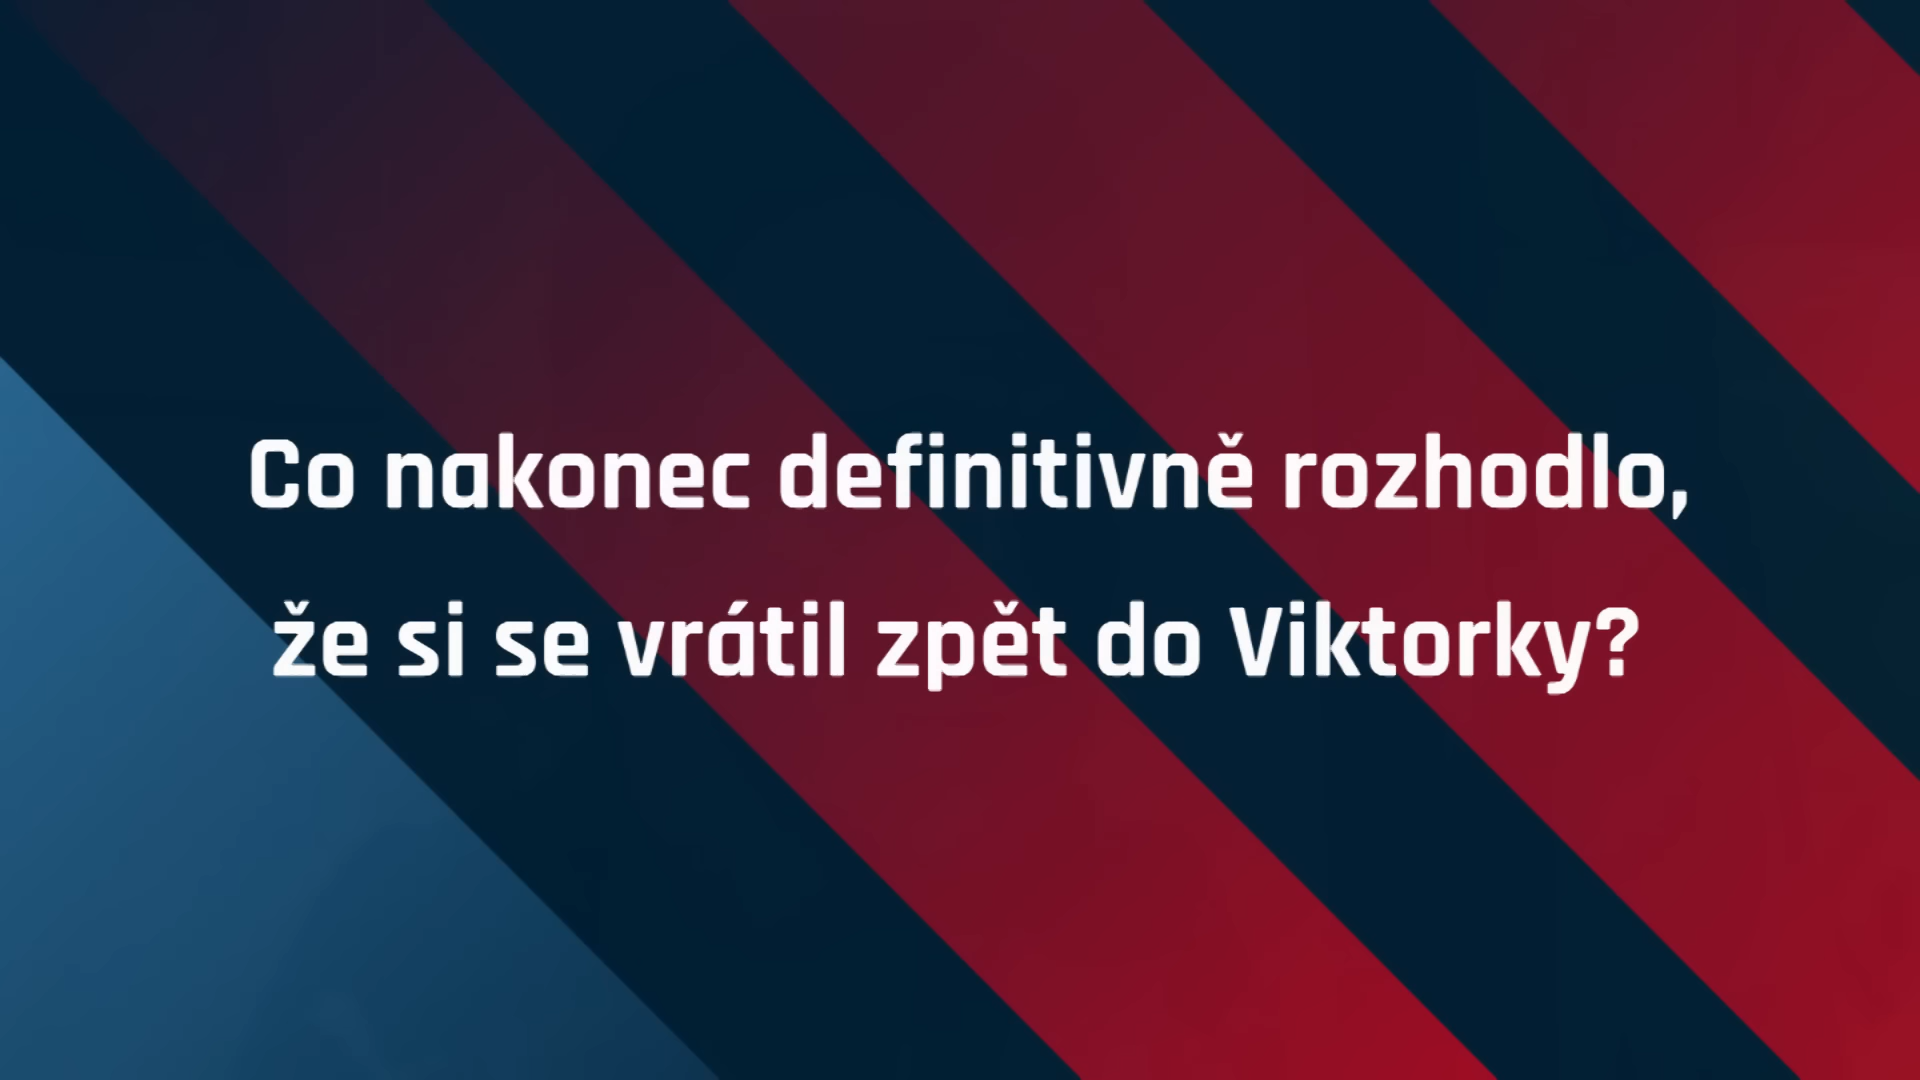 Co nakonec definitivně rozhodlo,
že si se vrátil zpět do Viktorky?